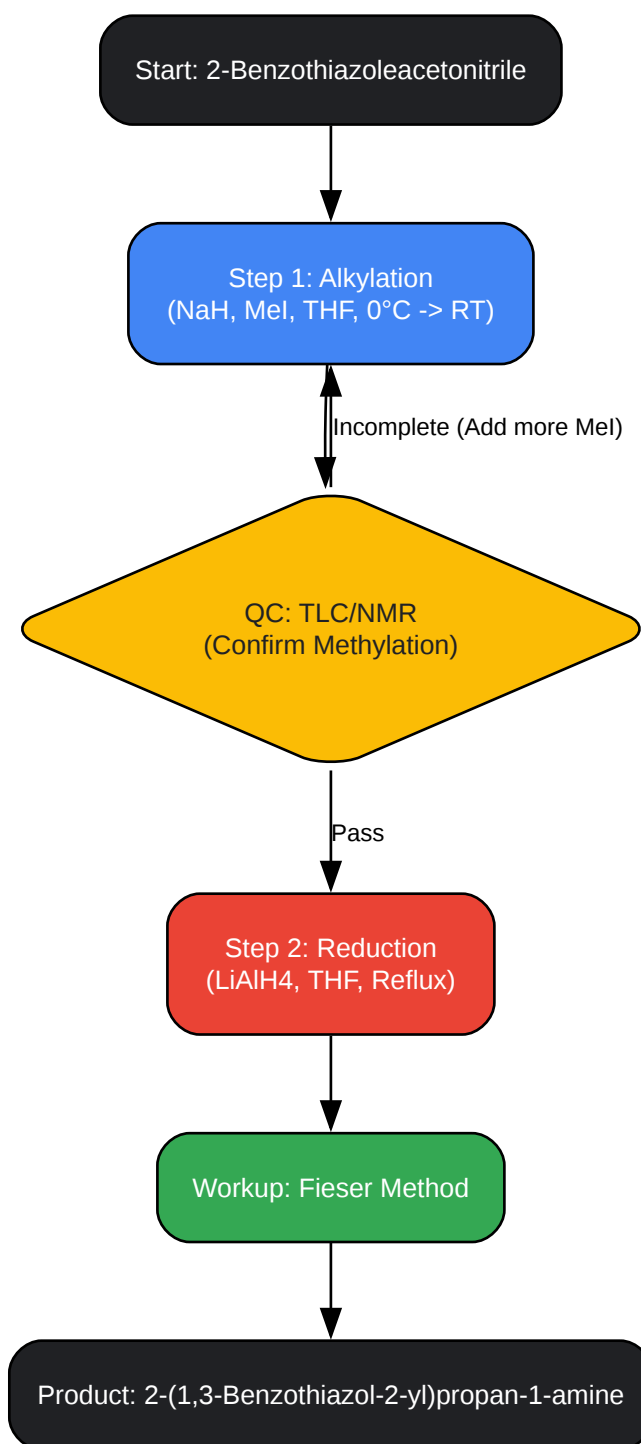 Start: 2-Benzothiazoleacetonitrile
Step 1: Alkylation
(NaH, MeI, THF, 0°C -> RT)
Incomplete (Add more MeI)
QC: TLC/NMR
(Confirm Methylation)
Pass
Step 2: Reduction
(LiAlH4, THF, Reflux)
Workup: Fieser Method
Product: 2-(1,3-Benzothiazol-2-yl)propan-1-amine